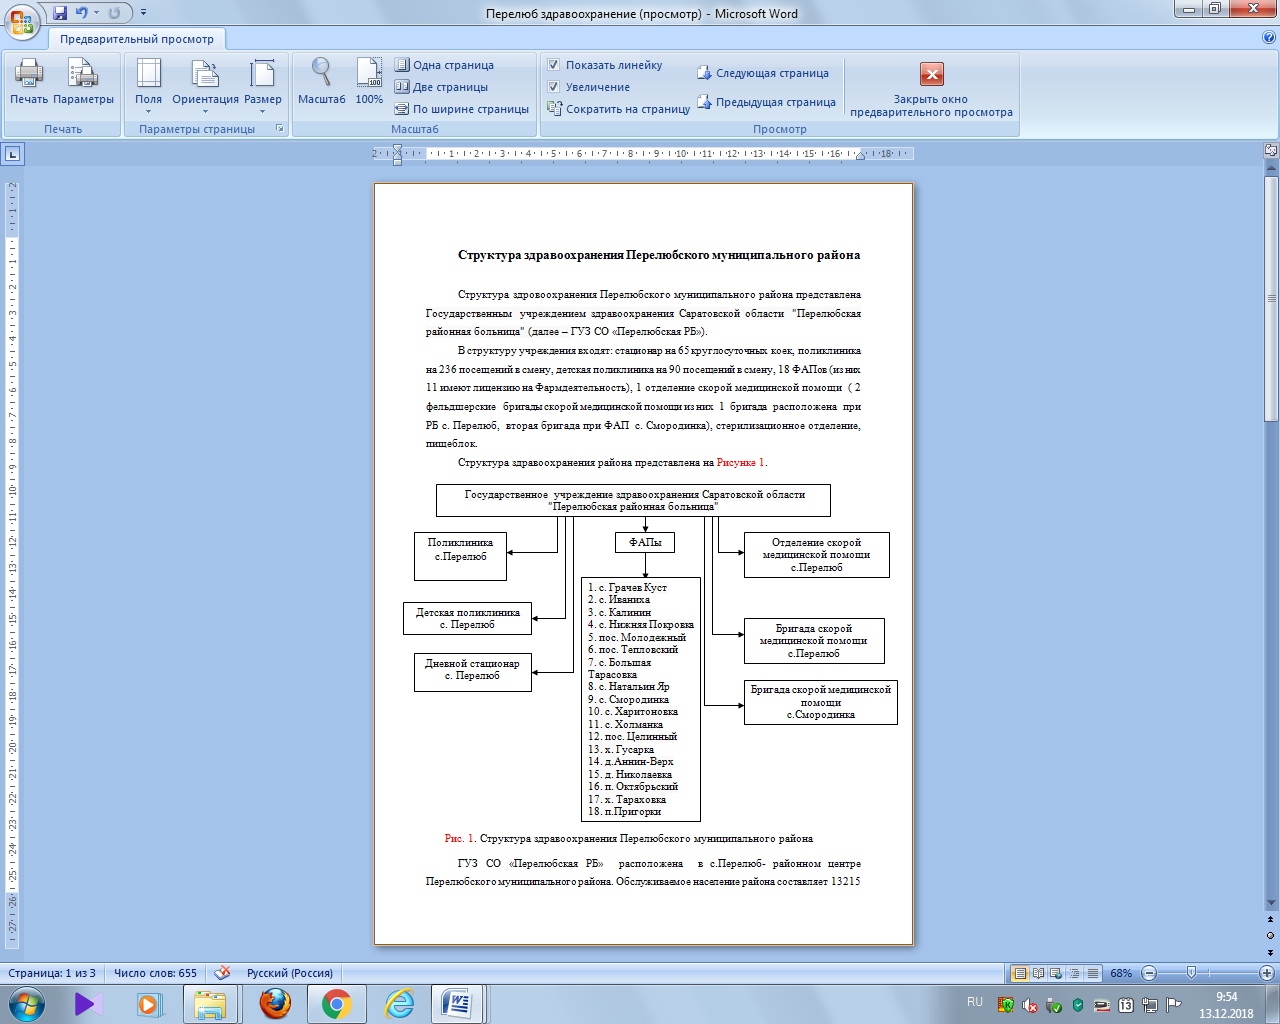 Перелюб здравоохранение (просмотр) - Microsoft Word
Предварительный просмотр
Печать
Параметры
Поля
Ориентация
Размер
Масштаб
100%
Одна страница
Две страницы
По ширине страницы
Показать линейку
Увеличение
Сократить на страницу
Следующая страница
Предыдущая страница
Закрыть окно
предварительного просмотра
Печать
Параметры страницы
Масштаб
Просмотр
Структура здравоохранения Перелюбского муниципального района
Структура здровоохранения Перелюбского муниципального района представлена
Государственным учреждением здравоохранения Саратовской области "Перелюбская
районная больница" (далее – ГУЗ СО «Перелюбская РБ»).
В структуру учреждения входят: стационар на 65 круглосуточных коек, поликлиника
на 236 посещений в смену, детская поликлиника на 90 посещений в смену, 18 ФАПов (из них
11 имеют лицензию на Фармдеятельность), 1 отделение скорой медицинской помощи ( 2
фельдшерские бригады скорой медицинской помощи из них 1 бригада расположена при
РБ с. Перелюб, вторая бригада при ФАП с. Смородинка), стерилизационное отделение,
пищеблок.
Структура здравоохранения района представлена на Рисунке 1.
Государственное учреждение здравоохранения Саратовской области
"Перелюбская районная больница"
Поликлиника
с.Перелюб
Детская поликлиника
с. Перелюб
Дневной стационар
с. Перелюб
ФАПы
1. с. Грачев Куст
2. с. Иваниха
3. с. Калинин
4. с. Нижняя Покровка
5. пос. Молодежный
6. пос. Тепловский
7. с. Большая
Тарасовка
8. с. Натальин Яр
9. с. Смородинка
10. с. Харитоновка
11. с. Холманка
12. пос. Целинный
13. х. Гусарка
14. д.Аннин-Верх
15. д. Николаевка
16. п. Октябрьский
17. х. Тараховка
18. п.Пригорки
Отделение скорой
медицинской помощи
с.Перелюб
Бригада скорой
медицинской помощи
с.Перелюб
Бригада скорой медицинской
помощи
с.Смородинка
Рис. 1. Структура здравоохранения Перелюбского муниципального района
ГУЗ СО «Перелюбская РБ» расположена в с.Перелюб- районном центре
Перелюбского муниципального района. Обслуживаемое население района составляет 13215
Страница: 1 из 3
Число слов: 655
Русский (Россия)
68%
RU
13
9:54
13.12.2018